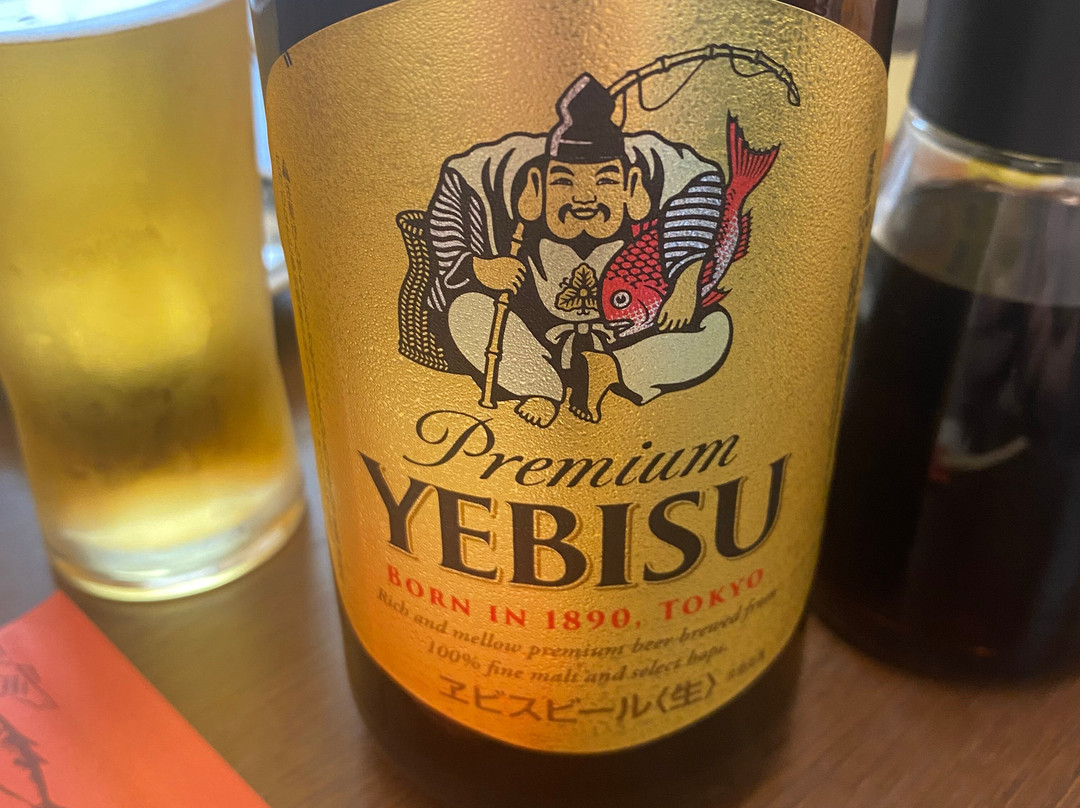 Premium
YEBISU
BORN IN 1890, TOKYO
Rich and mellow premium beer brewed from
100% fine malt and select hops.
ヱビスビール〈生〉